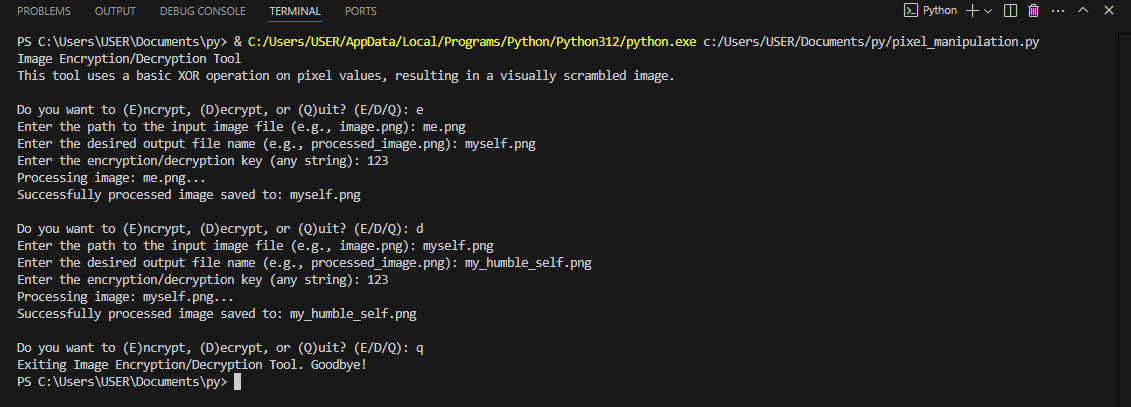 PROBLEMS OUTPUT DEBUG CONSOLE TERMINAL PORTS Python
PS C:\Users\USER\Documents\py> & C:/Users/USER/AppData/Local/Programs/Python/Python312/python.exe c:/Users/USER/Documents/py/pixel_manipulation.py
Image Encryption/Decryption Tool
This tool uses a basic XOR operation on pixel values, resulting in a visually scrambled image.
Do you want to (E)ncrypt, (D)ecrypt, or (Q)uit? (E/D/Q): e
Enter the path to the input image file (e.g., image.png): me.png
Enter the desired output file name (e.g., processed_image.png): myself.png
Enter the encryption/decryption key (any string): 123
Processing image: me.png...
Successfully processed image saved to: myself.png
Do you want to (E)ncrypt, (D)ecrypt, or (Q)uit? (E/D/Q): d
Enter the path to the input image file (e.g., image.png): myself.png
Enter the desired output file name (e.g., processed_image.png): my_humble_self.png
Enter the encryption/decryption key (any string): 123
Processing image: myself.png...
Successfully processed image saved to: my_humble_self.png
Do you want to (E)ncrypt, (D)ecrypt, or (Q)uit? (E/D/Q): q
Exiting Image Encryption/Decryption Tool. Goodbye!
PS C:\Users\USER\Documents\py>